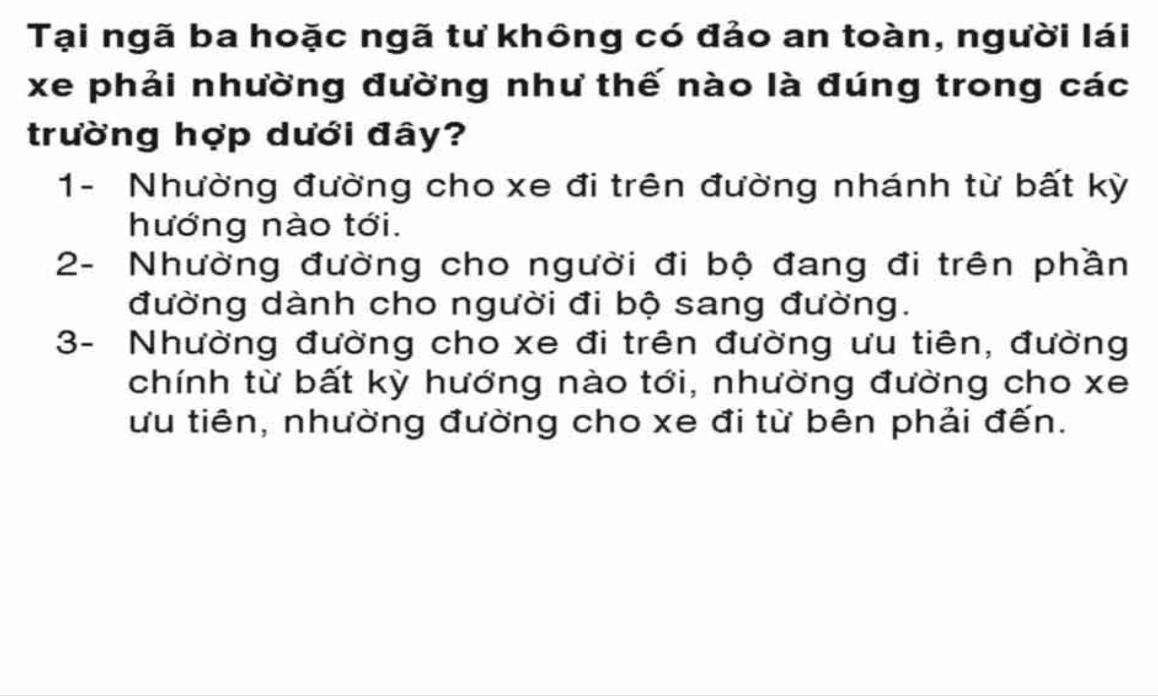 Tại ngã ba hoặc ngã tư không có đảo an toàn, người lái
xe phải nhường đường như thế nào là đúng trong các
trường hợp dưới đây?
1- Nhường đường cho xe đi trên đường nhánh từ bất kỳ
hướng nào tới.
2- Nhường đường cho người đi bộ đang đi trên phần
đường dành cho người đi bộ sang đường.
3- Nhường đường cho xe đi trên đường ưu tiên, đường
chính từ bất kỳ hướng nào tới, nhường đường cho xe
ưu tiên, nhường đường cho xe đi từ bên phải đến.